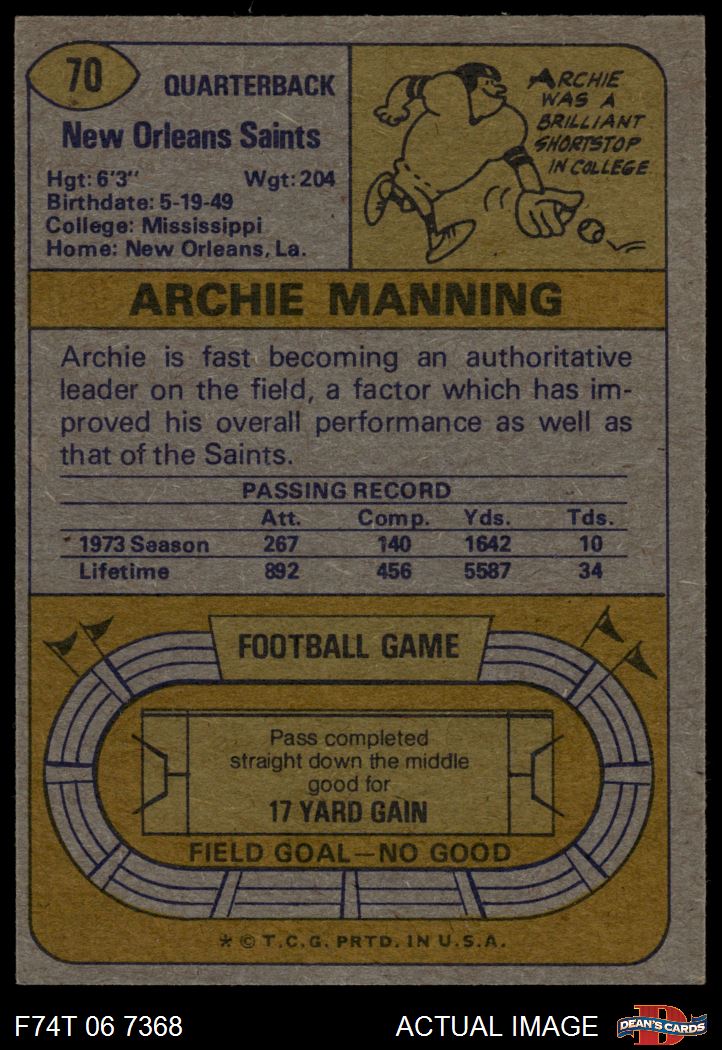 70
QUARTERBACK
New Orleans Saints
Hgt: 6'3" Wgt: 204
Birthdate: 5-19-49
College: Mississippi
Home: New Orleans, La.
ARCHIE
WAS A
BRILLIANT
SHORTSTOP
IN COLLEGE.
ARCHIE MANNING
Archie is fast becoming an authoritative
leader on the field, a factor which has im-
proved his overall performance as well as
that of the Saints.
PASSING RECORD
Att. Comp. Yds. Tds.
1973 Season 267 140 1642 10
Lifetime 892 456 5587 34
FOOTBALL GAME
Pass completed
straight down the middle
good for
17 YARD GAIN
FIELD GOAL—NO GOOD
* © T.C.G. PRTD. IN U.S.A.
F74T 06 7368 ACTUAL IMAGE
DEAN'S CARDS